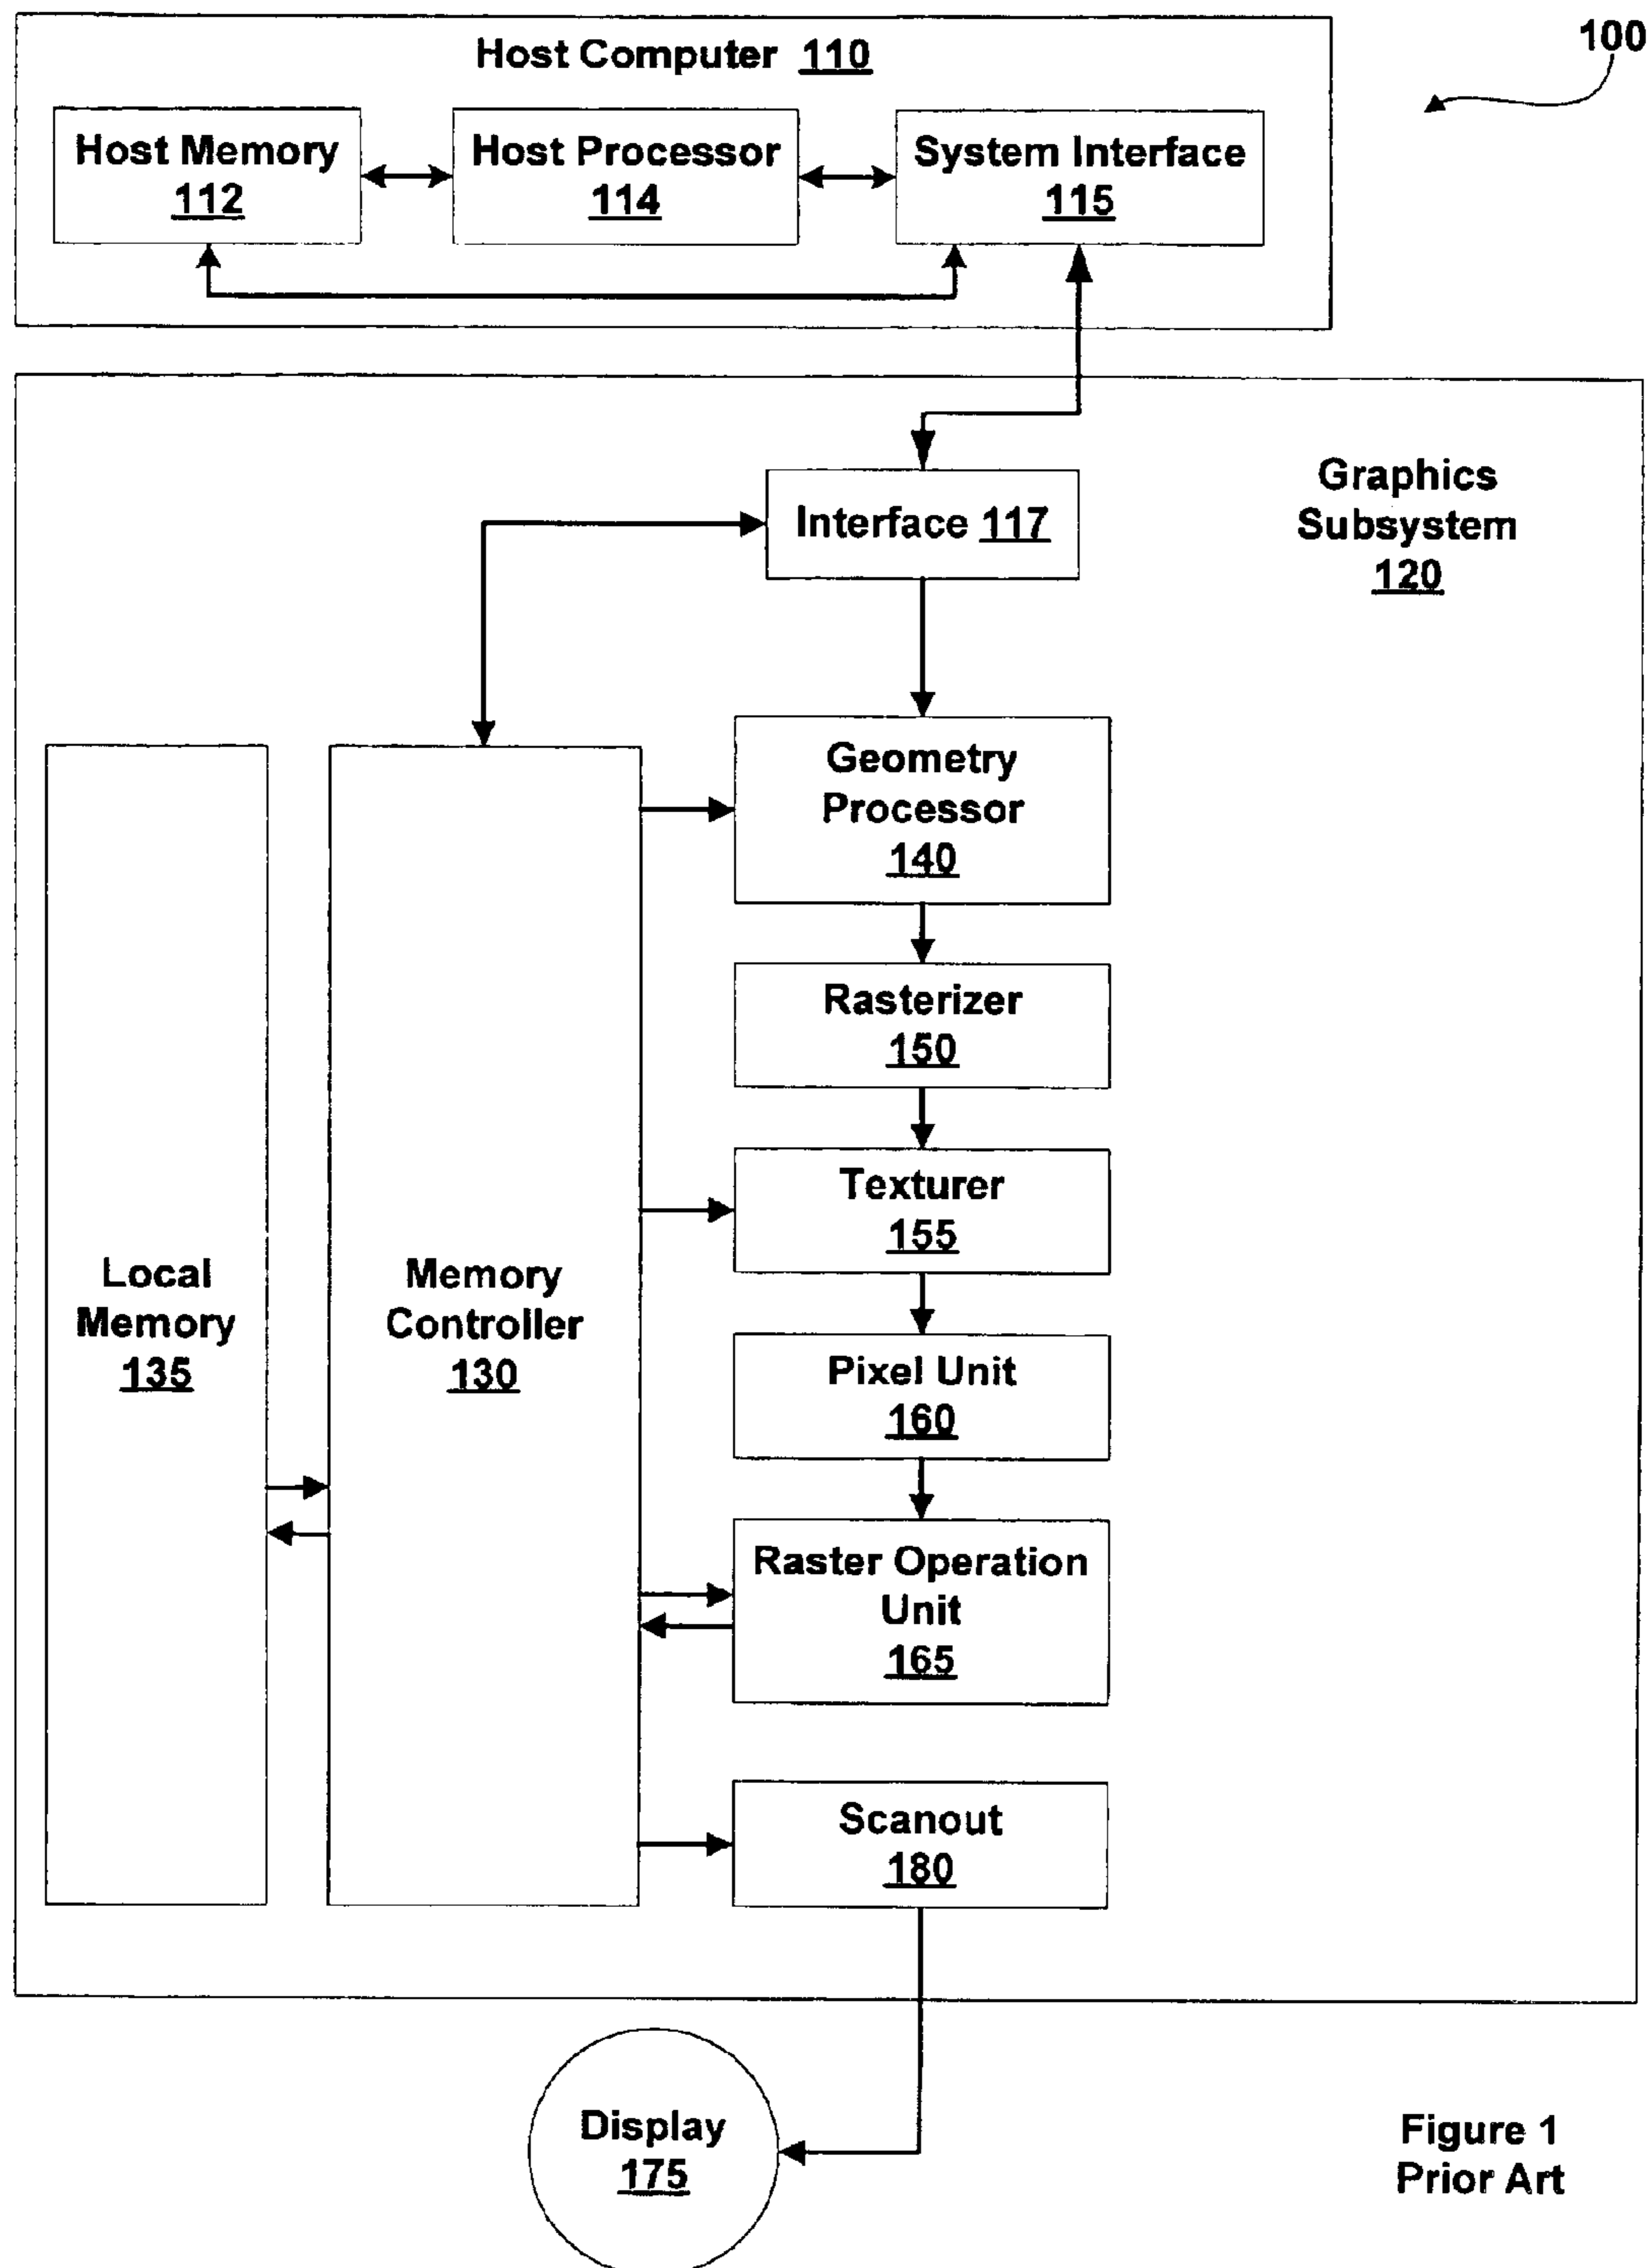 100
Host Computer 110
Host Memory
112
Host Processor
114
System Interface
115
Graphics
Subsystem
120
Interface 117
Geometry
Processor
140
Rasterizer
150
Texturer
155
Local
Memory
135
Memory
Controller
130
Pixel Unit
160
Raster Operation
Unit
165
Scanout
180
Display
175
Figure 1
Prior Art